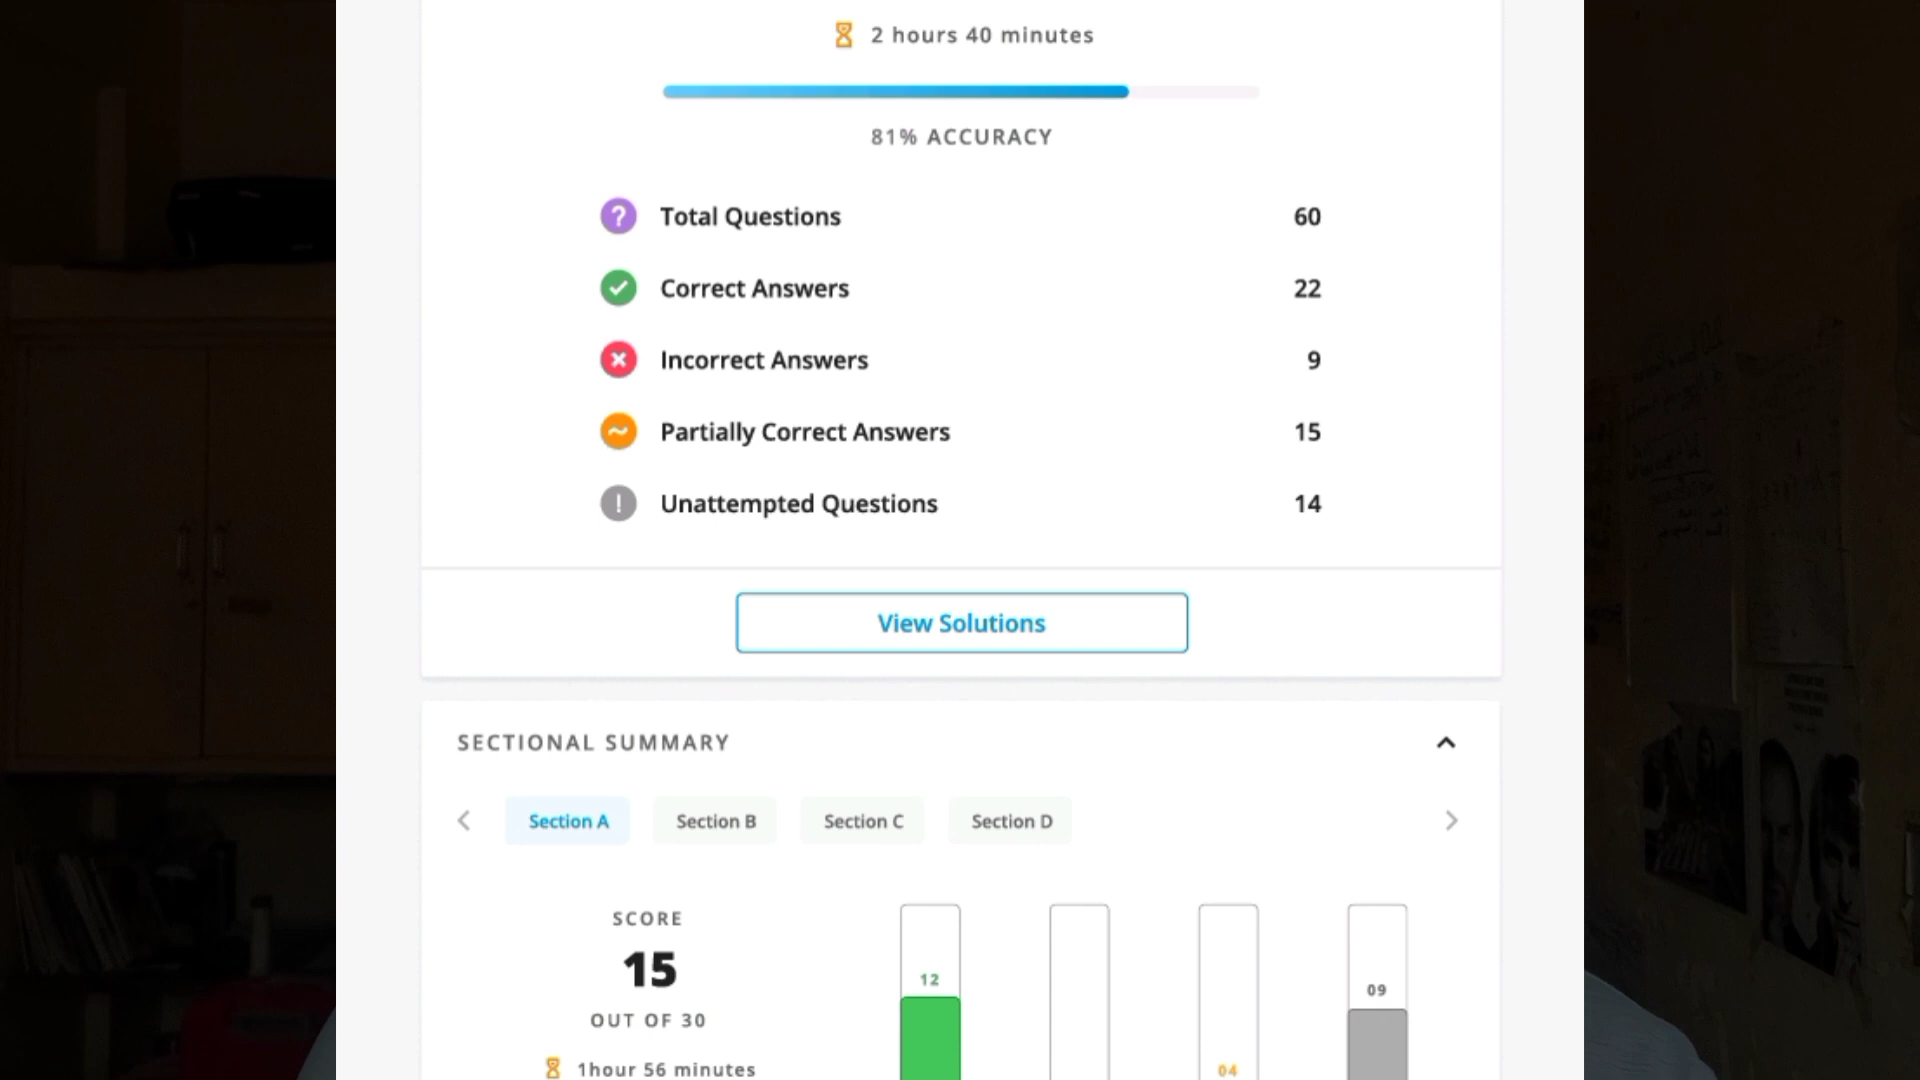 2 hours 40 minutes
81% ACCURACY
Total Questions 60
Correct Answers 22
Incorrect Answers 9
Partially Correct Answers 15
Unattempted Questions 14
View Solutions
SECTIONAL SUMMARY
Section A Section B Section C Section D
SCORE
15
OUT OF 30
1hour 56 minutes
12
04
09